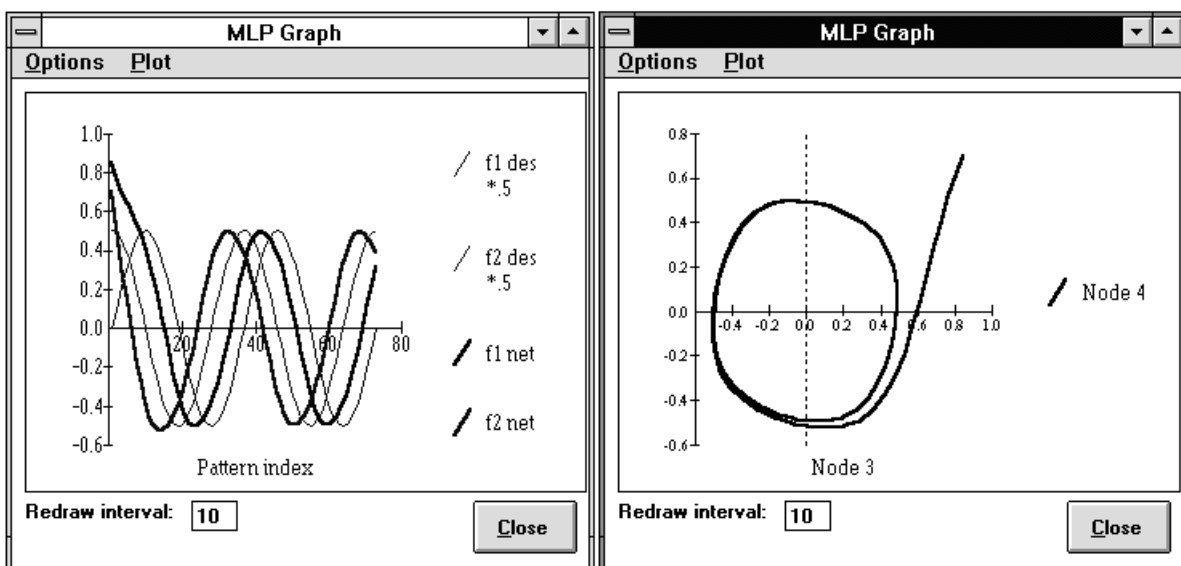 MLP Graph
Options Plot
1.0
0.8
0.6
0.4
0.2
0.0
-0.2
-0.4
-0.6
20 40 60 80
Pattern index
f1 des
*.5
f2 des
*.5
f1 net
f2 net
Redraw interval: 10
Close
MLP Graph
Options Plot
0.8
0.6
0.4
0.2
0.0
-0.2
-0.4
-0.6
-0.4 -0.2 0.0 0.2 0.4 0.6 0.8 1.0
Node 3
Node 4
Redraw interval: 10
Close